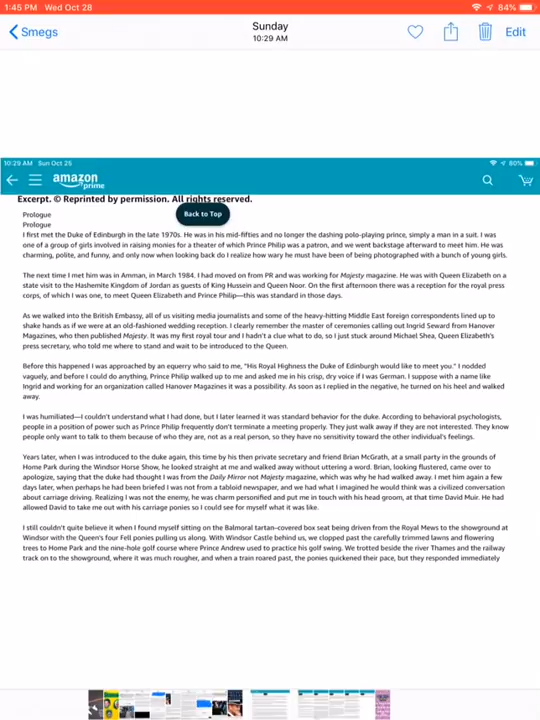 1:45 PM Wed Oct 28
84%
Smegs
Sunday
10:29 AM
Edit
10:29 AM Sun Oct 25
80%
amazon
prime
Excerpt. © Reprinted by permission. All rights reserved.
Prologue
Back to Top
Prologue
I first met the Duke of Edinburgh in the late 1970s. He was in his mid-fifties and no longer the dashing polo-playing prince, simply a man in a suit. I was
one of a group of girls involved in raising monies for a theater of which Prince Philip was a patron, and we went backstage afterward to meet him. He was
charming, polite, and funny, and only now when looking back do I realize how wary he must have been of being photographed with a bunch of young girls.
The next time I met him was in Amman, in March 1984. I had moved on from PR and was working for Majesty magazine. He was with Queen Elizabeth on a
state visit to the Hashemite Kingdom of Jordan as guests of King Hussein and Queen Noor. On the first afternoon there was a reception for the royal press
corps, of which I was one, to meet Queen Elizabeth and Prince Philip—this was standard in those days.
As we walked into the British Embassy, all of us visiting media journalists and some of the heavy-hitting Middle East foreign correspondents lined up to
shake hands as if we were at an old-fashioned wedding reception. I clearly remember the master of ceremonies calling out Ingrid Seward from Hanover
Magazines, who then published Majesty. It was my first royal tour and I hadn't a clue what to do, so I just stuck around Michael Shea, Queen Elizabeth's
press secretary, who told me where to stand and wait to be introduced to the Queen.
Before this happened I was approached by an equerry who said to me, "His Royal Highness the Duke of Edinburgh would like to meet you." I nodded
vaguely, and before I could do anything, Prince Philip walked up to me and asked me in his crisp, dry voice if I was German. I suppose with a name like
Ingrid and working for an organization called Hanover Magazines it was a possibility. As soon as I replied in the negative, he turned on his heel and walked
away.
I was humiliated—I couldn't understand what I had done, but I later learned it was standard behavior for the duke. According to behavioral psychologists,
people in a position of power such as Prince Philip frequently don't terminate a meeting properly. They just walk away if they are not interested. They know
people only want to talk to them because of who they are, not as a real person, so they have no sensitivity toward the other individual's feelings.
Years later, when I was introduced to the duke again, this time by his then private secretary and friend Brian McGrath, at a small party in the grounds of
Home Park during the Windsor Horse Show, he looked straight at me and walked away without uttering a word. Brian, looking flustered, came over to
apologize, saying that the duke had thought I was from the Daily Mirror not Majesty magazine, which was why he had walked away. I met him again a few
days later, when perhaps he had been briefed I was not from a tabloid newspaper, and we had what I imagined he would think was a civilized conversation
about carriage driving. Realizing I was not the enemy, he was charm personified and put me in touch with his head groom, at that time David Muir. He had
allowed David to take me out with his carriage ponies so I could see for myself what it was like.
I still couldn't quite believe it when I found myself sitting on the Balmoral tartan–covered box seat being driven from the Royal Mews to the showground at
Windsor with the Queen's four Fell ponies pulling us along. With Windsor Castle behind us, we clopped past the carefully trimmed lawns and flowering
trees to Home Park and the nine-hole golf course where Prince Andrew used to practice his golf swing. We trotted beside the river Thames and the railway
track on to the showground, where it was much rougher, and when a train roared past, the ponies quickened their pace, but they responded immediately